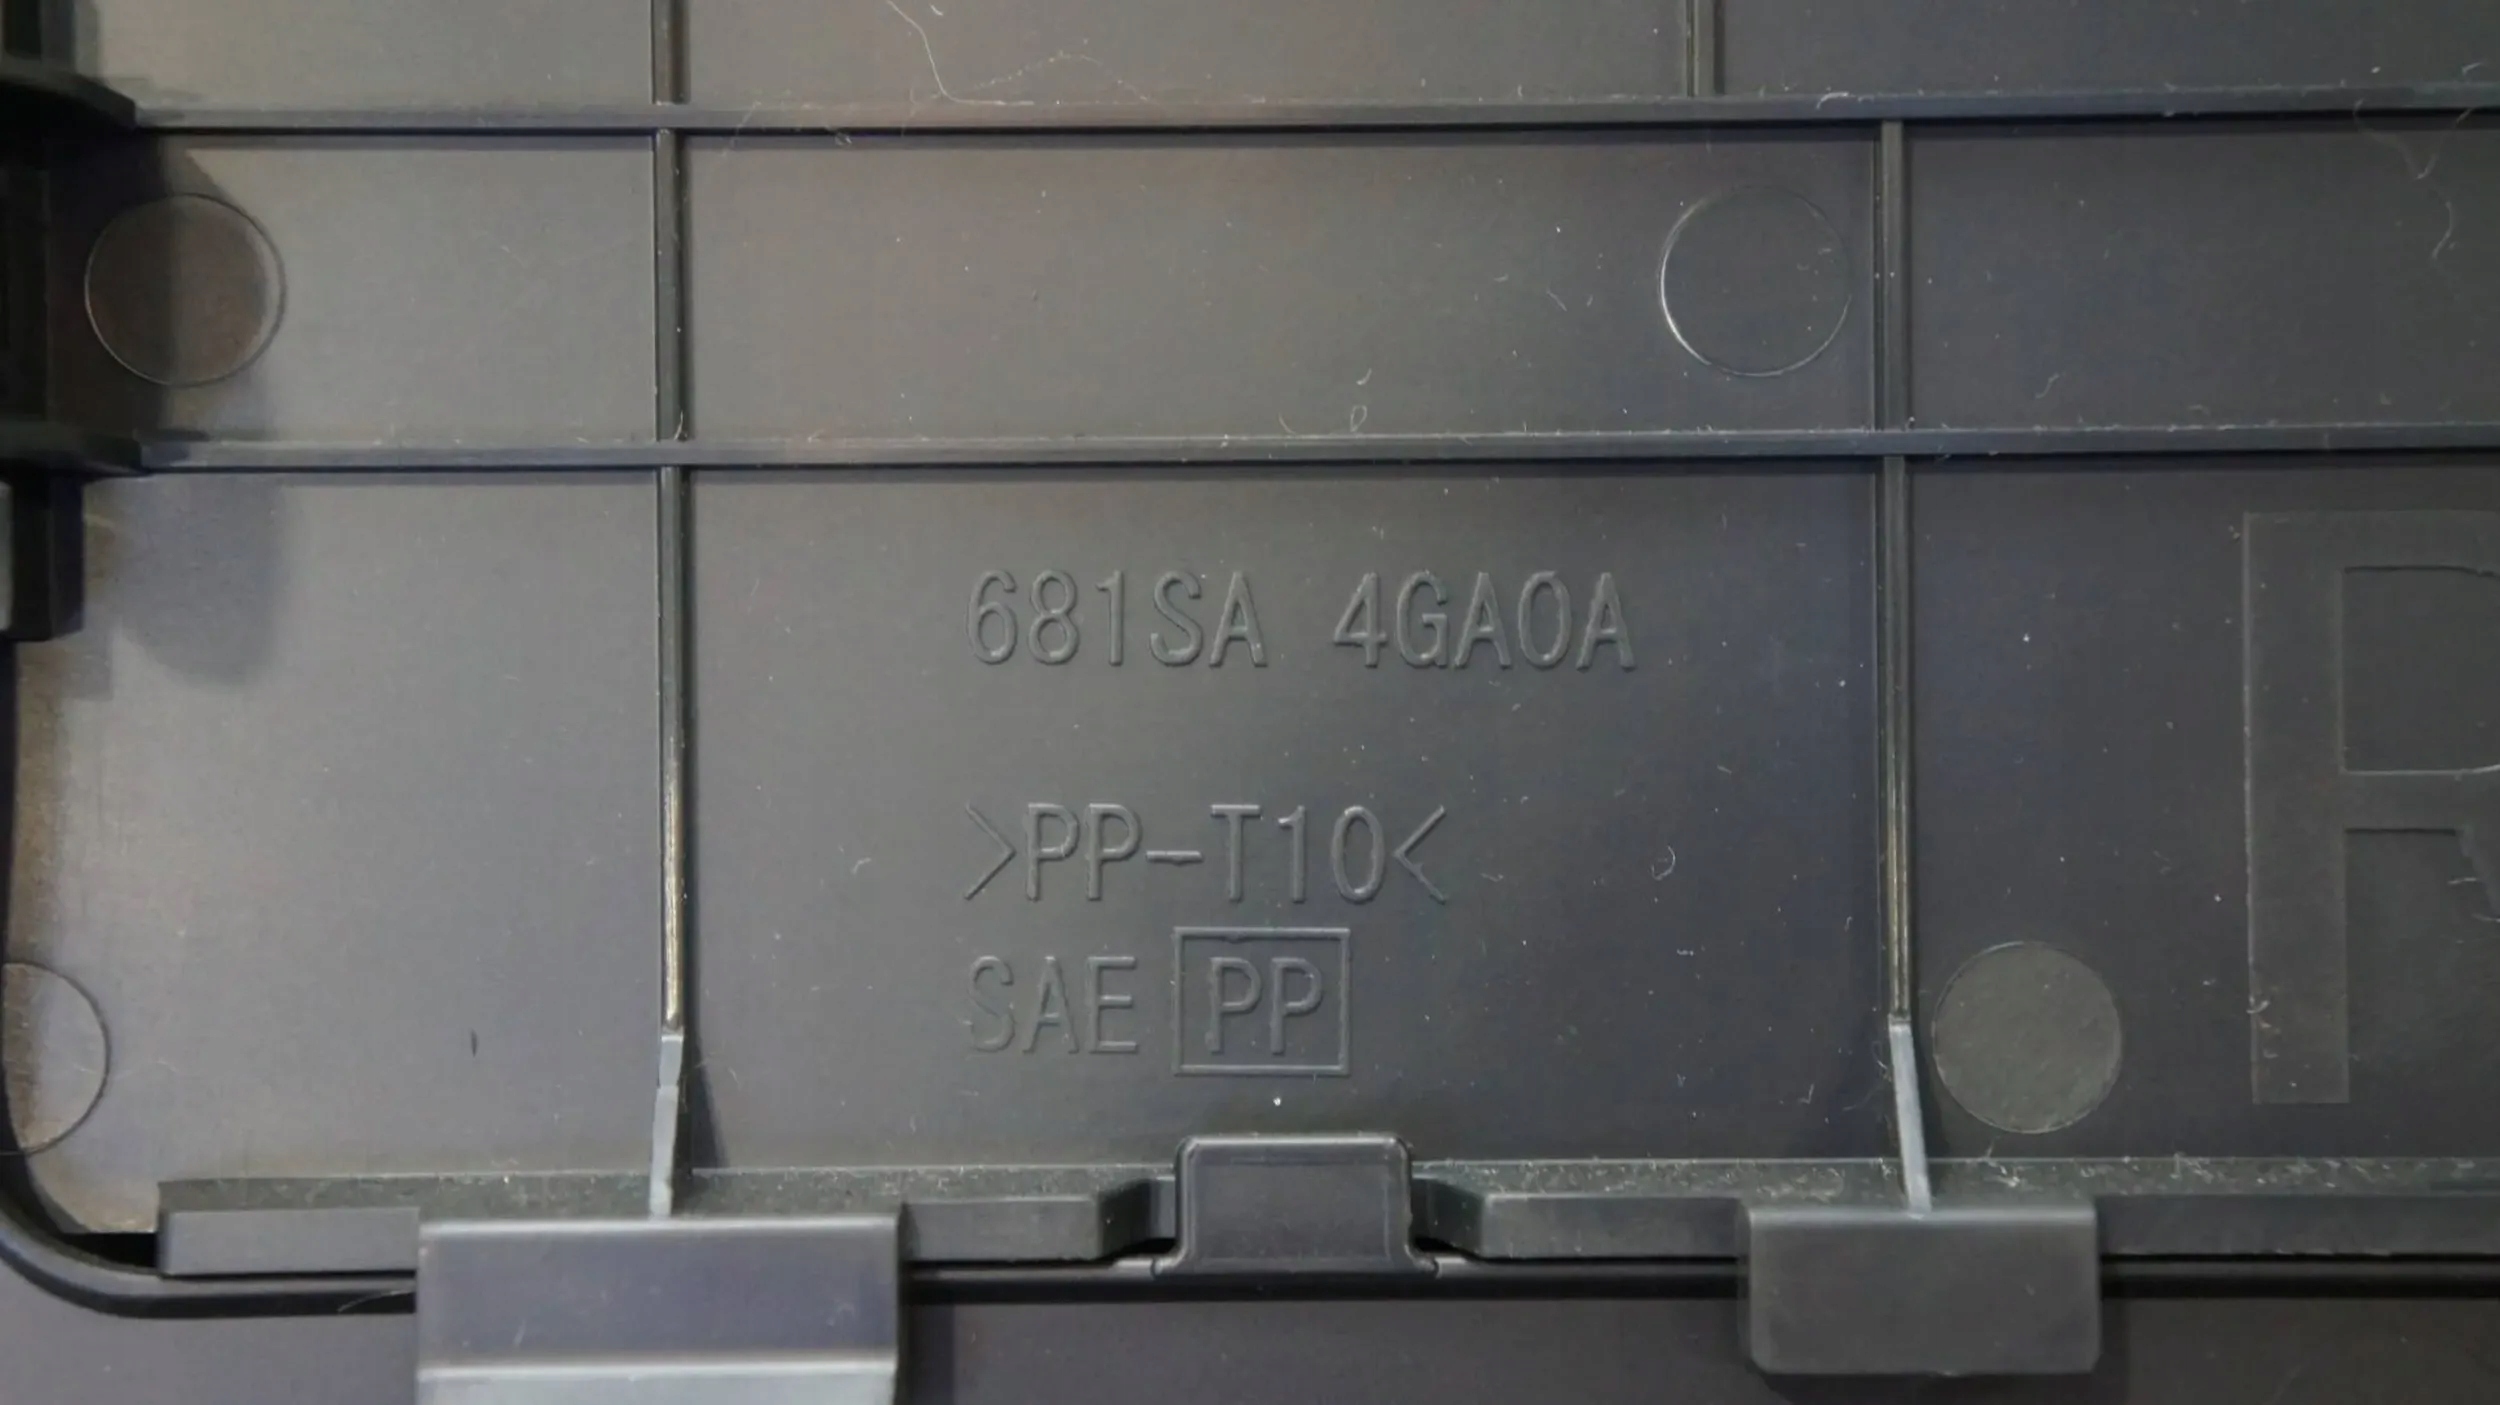 681SA 4GA0A
>PP-T10<
SAE PP
R